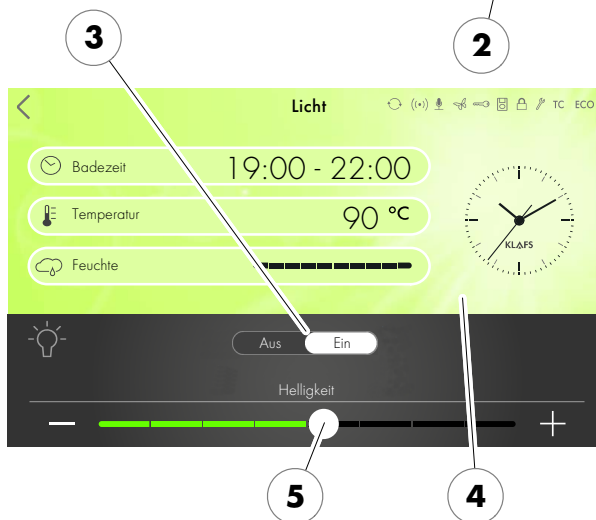 3
2
Licht TC ECO
Badezeit 19:00 - 22:00
Temperatur 90 °C
KLAFS
Feuchte
Aus Ein
Helligkeit
5
4